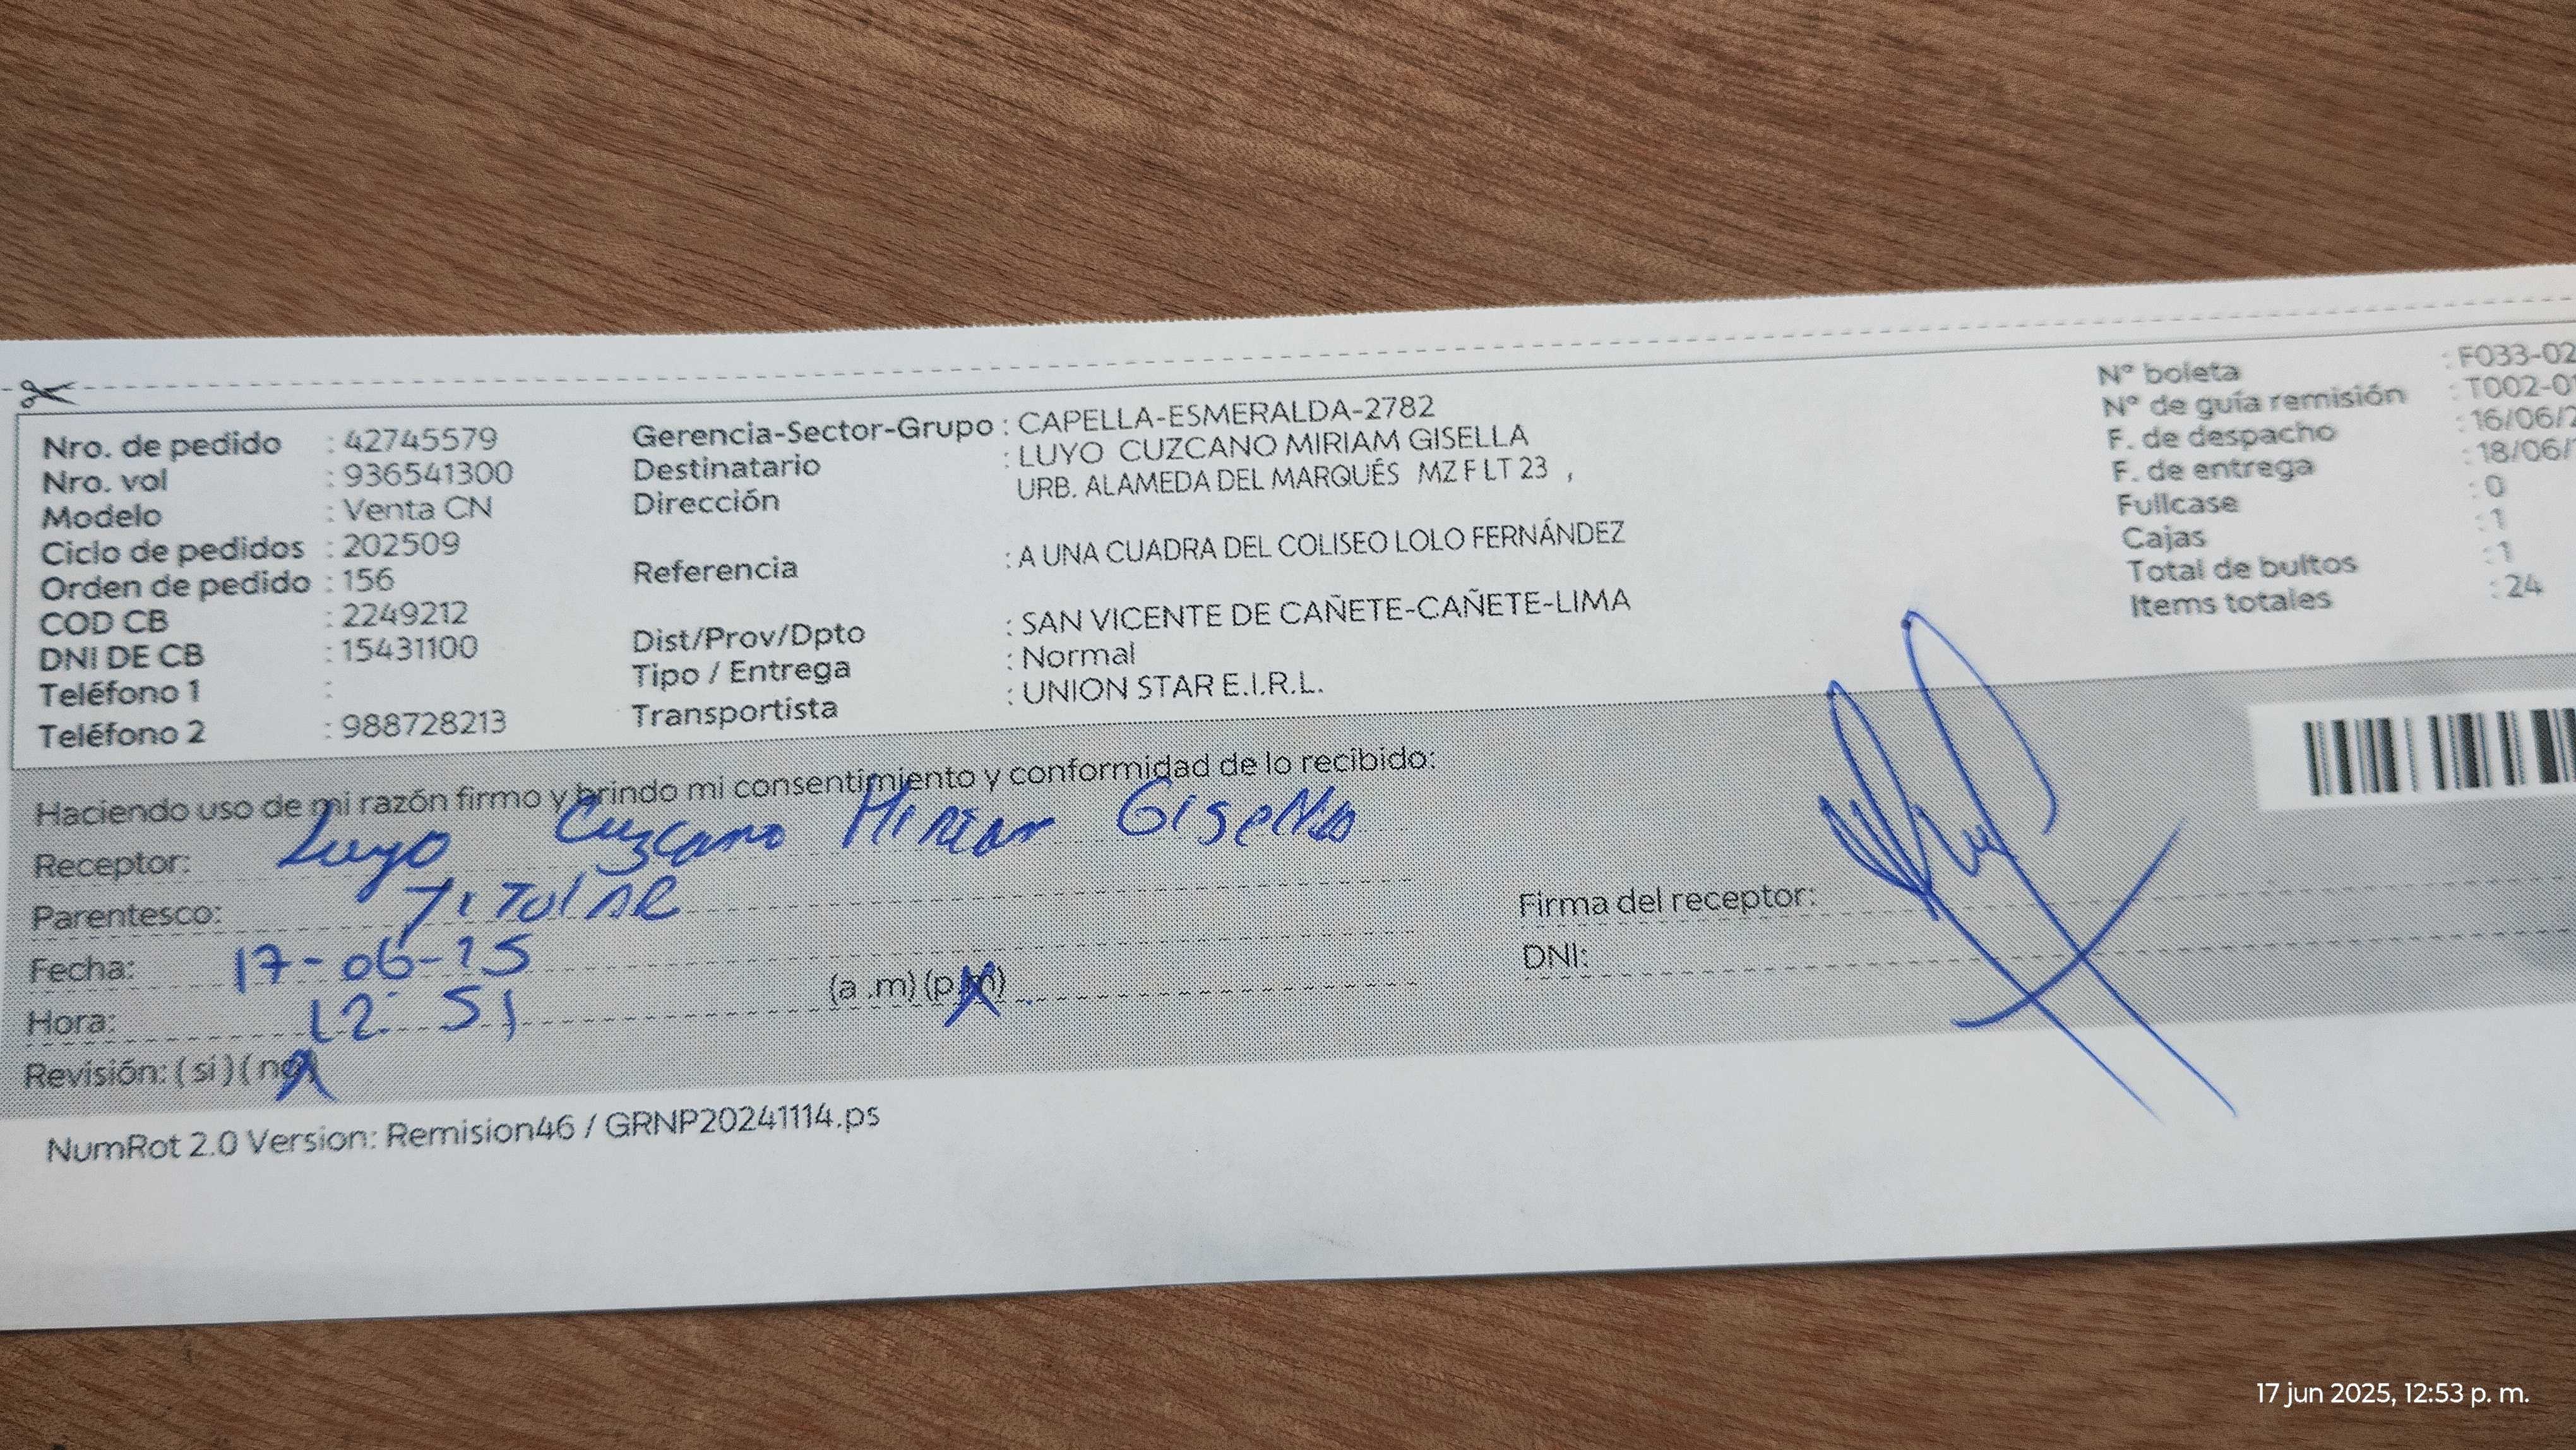 Nro. de pedido : 42745579
Nro. vol : 936541300
Modelo : Venta CN
Ciclo de pedidos : 202509
Orden de pedido : 156
COD CB : 2249212
DNI DE CB : 15431100
Teléfono 1 :
Teléfono 2 : 988728213
Gerencia-Sector-Grupo : CAPELLA-ESMERALDA-2782
Destinatario : LUYO CUZCANO MIRIAM GISELLA
Dirección URB. ALAMEDA DEL MARQUÉS MZ F LT 23 ,
Referencia : A UNA CUADRA DEL COLISEO LOLO FERNÁNDEZ
Dist/Prov/Dpto : SAN VICENTE DE CAÑETE-CAÑETE-LIMA
Tipo / Entrega : Normal
Transportista : UNION STAR E.I.R.L.
N° boleta : F033-02
N° de guía remisión : T002-01
F. de despacho : 16/06/2
F. de entrega : 18/06/
Fullcase : 0
Cajas : 1
Total de bultos : 1
Items totales : 24
Haciendo uso de mi razón firmo y brindo mi consentimiento y conformidad de lo recibido:
Receptor: Luyo Cuzcano Miriam Gisella
Parentesco: TiTulAR
Fecha: 17-06-25
Hora: 12:51 (a .m) (p.m)
Revisión: ( si ) ( no )
Firma del receptor:
DNI:
NumRot 2.0 Version: Remision46 / GRNP20241114.ps
17 jun 2025, 12:53 p. m.